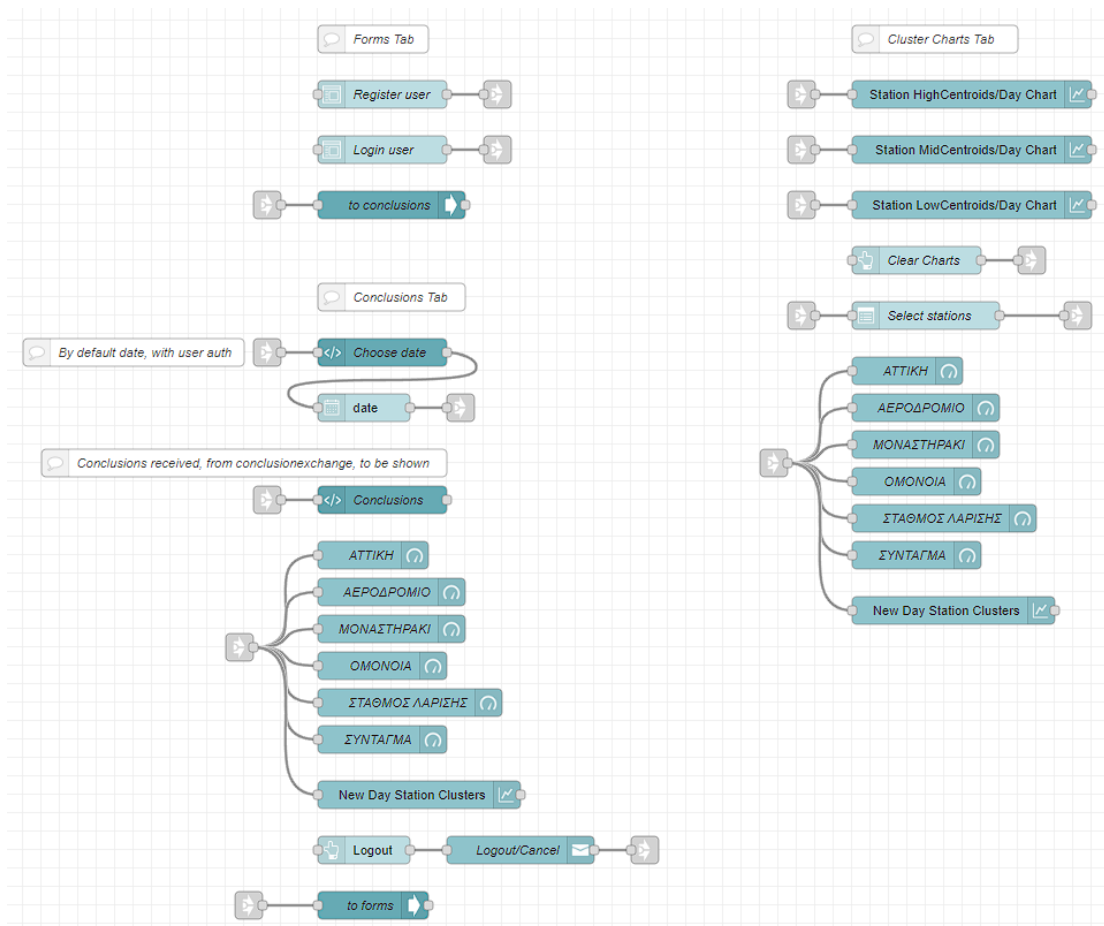 Forms Tab
Register user
Login user
to conclusions
Conclusions Tab
By default date, with user auth
Choose date
date
Conclusions received, from conclusionexchange, to be shown
</> Conclusions
ΑΤΤΙΚΗ
ΑΕΡΟΔΡΟΜΙΟ
ΜΟΝΑΣΤΗΡΑΚΙ
ΟΜΟΝΟΙΑ
ΣΤΑΘΜΟΣ ΛΑΡΙΣΗΣ
ΣΥΝΤΑΓΜΑ
New Day Station Clusters
Logout
Logout/Cancel
to forms
Cluster Charts Tab
Station HighCentroids/Day Chart
Station MidCentroids/Day Chart
Station LowCentroids/Day Chart
Clear Charts
Select stations
ΑΤΤΙΚΗ
ΑΕΡΟΔΡΟΜΙΟ
ΜΟΝΑΣΤΗΡΑΚΙ
ΟΜΟΝΟΙΑ
ΣΤΑΘΜΟΣ ΛΑΡΙΣΗΣ
ΣΥΝΤΑΓΜΑ
New Day Station Clusters